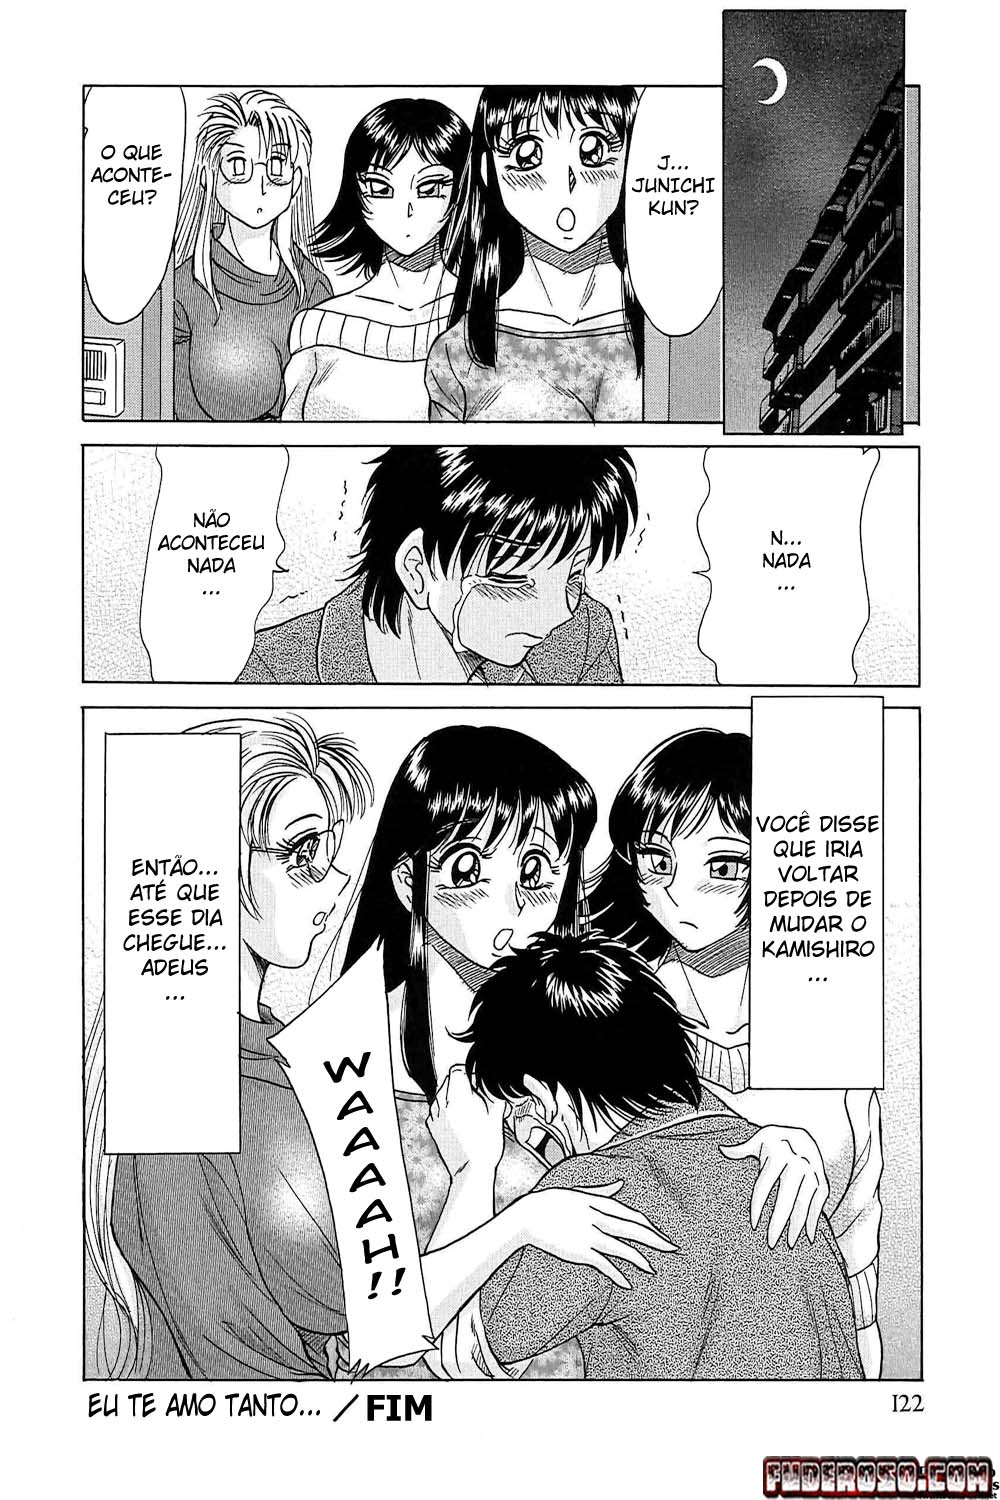 J...
JUNICHI
KUN?
O QUE
ACONTE-
CEU?
N...
NADA
...
NÃO
ACONTECEU
NADA
...
VOCÊ DISSE
QUE IRIA
VOLTAR
DEPOIS DE
MUDAR O
KAMISHIRO
...
ENTÃO...
ATÉ QUE
ESSE DIA
CHEGUE...
ADEUS
...
WAAAAH!!
EU TE AMO TANTO... / FIM
122
FUDEROSO.COM